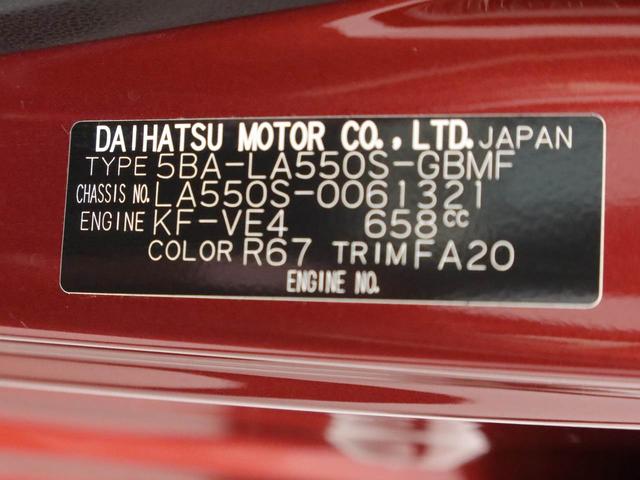 DAIHATSU MOTOR CO., LTD. JAPAN
TYPE 5BA-LA550S-GBMF
CHASSIS NO. LA550S-0061321
ENGINE KF-VE4 658cc
COLOR R67 TRIM FA20
ENGINE NO.